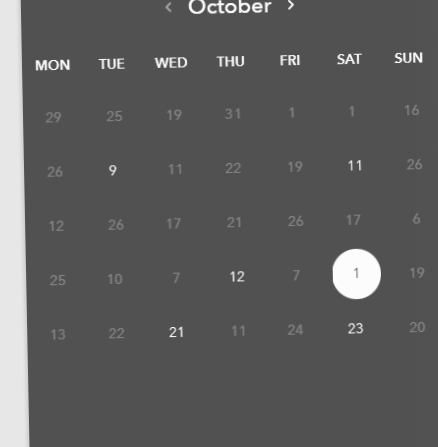 ‹ October ›
MON TUE WED THU FRI SAT SUN
29 25 19 31 1 1 16
26 9 11 22 19 11 26
12 26 17 21 26 17 6
25 10 7 12 7 1 19
13 22 21 11 24 23 20